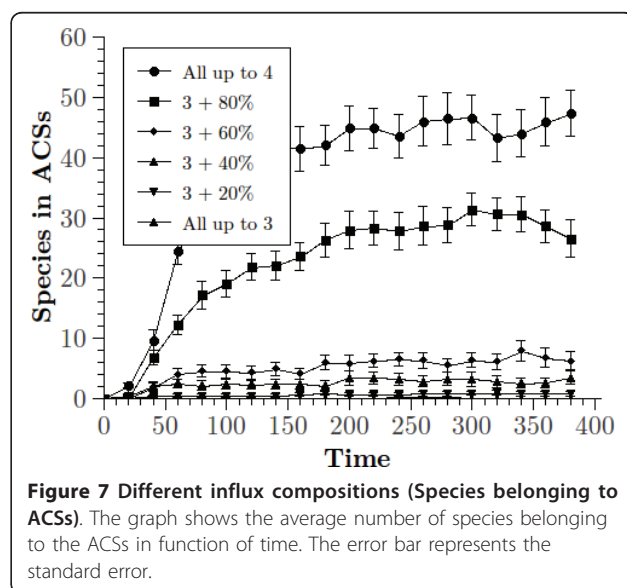 60
50
40
30
20
10
0
Species in ACSs
All up to 4
3 + 80%
3 + 60%
3 + 40%
3 + 20%
All up to 3
0 50 100 150 200 250 300 350 400
Time
Figure 7 Different influx compositions (Species belonging to
ACSs). The graph shows the average number of species belonging
to the ACSs in function of time. The error bar represents the
standard error.